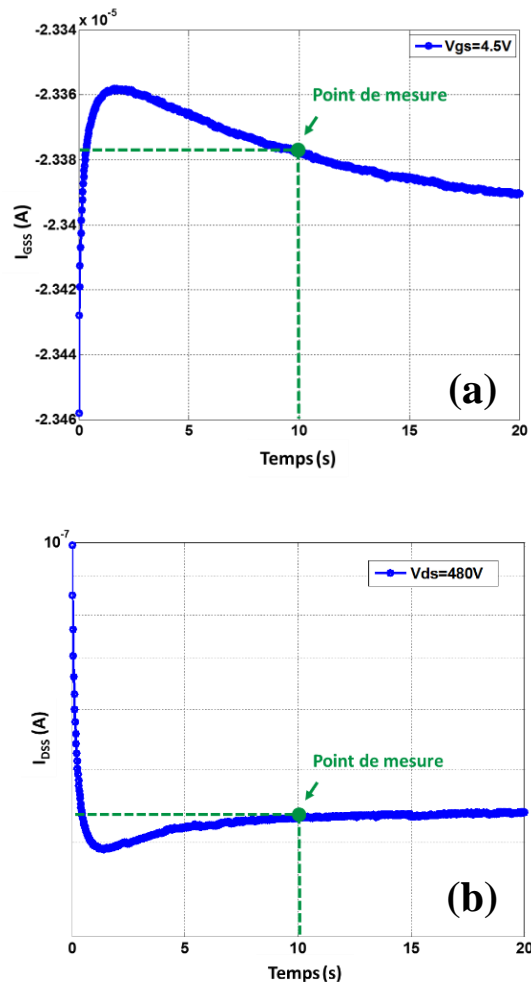 x 10⁻⁵
-2.334
Vgs=4.5V
-2.336
Point de mesure
-2.338
-2.34
I_GSS (A)
-2.342
-2.344
(a)
-2.346
0 5 10 15 20
Temps (s)
10⁻⁷
Vds=480V
I_DSS (A)
Point de mesure
(b)
0 5 10 15 20
Temps (s)